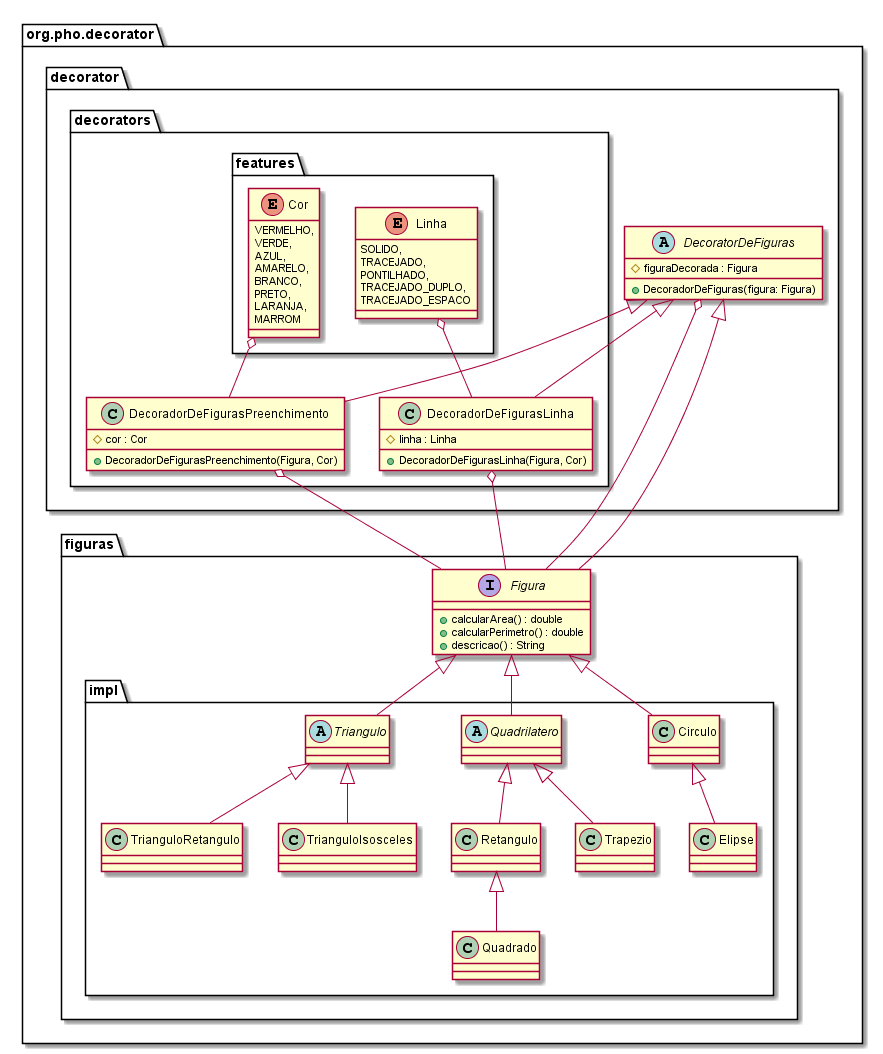 org.pho.decorator
decorator
decorators
features
E Cor
VERMELHO,
VERDE,
AZUL,
AMARELO,
BRANCO,
PRETO,
LARANJA,
MARROM
E Linha
SOLIDO,
TRACEJADO,
PONTILHADO,
TRACEJADO_DUPLO,
TRACEJADO_ESPACO
A DecoratorDeFiguras
figuraDecorada : Figura
DecoradorDeFiguras(figura: Figura)
C DecoradorDeFigurasPreenchimento
cor : Cor
DecoradorDeFigurasPreenchimento(Figura, Cor)
C DecoradorDeFigurasLinha
linha : Linha
DecoradorDeFigurasLinha(Figura, Cor)
figuras
I Figura
calcularArea() : double
calcularPerimetro() : double
descricao() : String
impl
A Triangulo
A Quadrilatero
C Circulo
C TrianguloRetangulo
C TrianguloIsosceles
C Retangulo
C Trapezio
C Elipse
C Quadrado